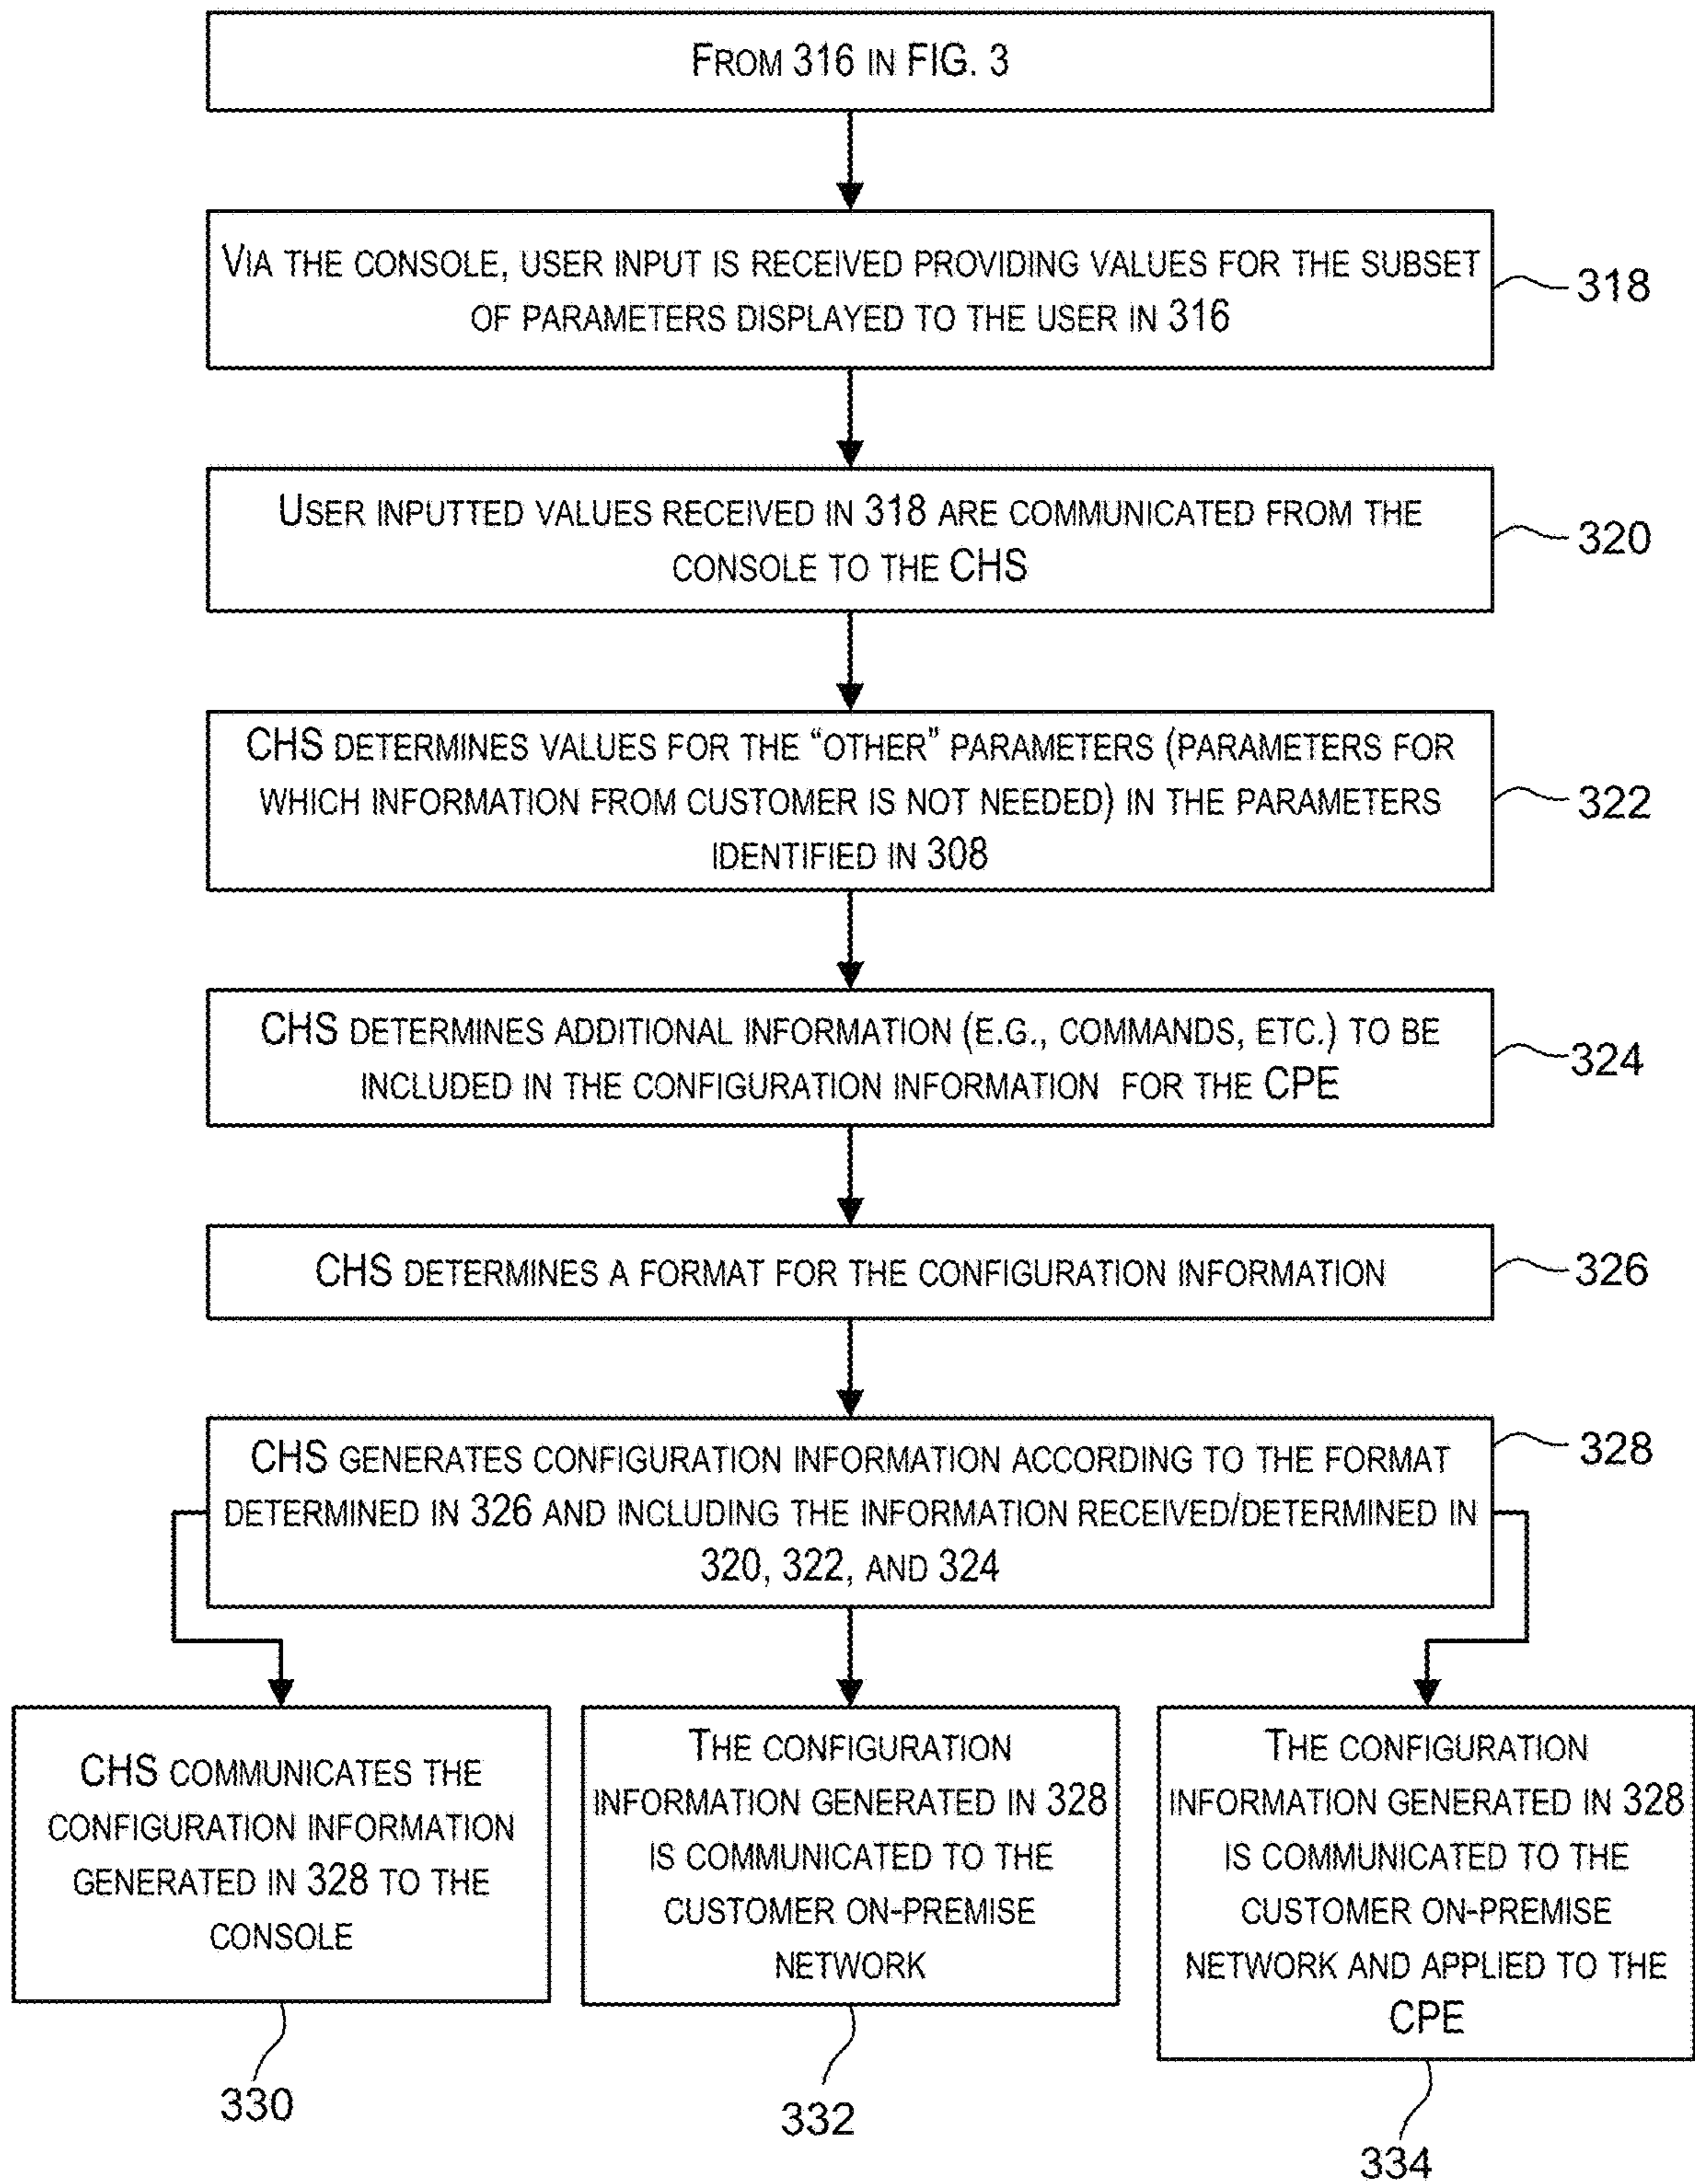 FROM 316 IN FIG. 3
VIA THE CONSOLE, USER INPUT IS RECEIVED PROVIDING VALUES FOR THE SUBSET
OF PARAMETERS DISPLAYED TO THE USER IN 316
318
USER INPUTTED VALUES RECEIVED IN 318 ARE COMMUNICATED FROM THE
CONSOLE TO THE CHS
320
CHS DETERMINES VALUES FOR THE “OTHER” PARAMETERS (PARAMETERS FOR
WHICH INFORMATION FROM CUSTOMER IS NOT NEEDED) IN THE PARAMETERS
IDENTIFIED IN 308
322
CHS DETERMINES ADDITIONAL INFORMATION (E.G., COMMANDS, ETC.) TO BE
INCLUDED IN THE CONFIGURATION INFORMATION FOR THE CPE
324
CHS DETERMINES A FORMAT FOR THE CONFIGURATION INFORMATION
326
CHS GENERATES CONFIGURATION INFORMATION ACCORDING TO THE FORMAT
DETERMINED IN 326 AND INCLUDING THE INFORMATION RECEIVED/DETERMINED IN
320, 322, AND 324
328
CHS COMMUNICATES THE
CONFIGURATION INFORMATION
GENERATED IN 328 TO THE
CONSOLE
330
THE CONFIGURATION
INFORMATION GENERATED IN 328
IS COMMUNICATED TO THE
CUSTOMER ON-PREMISE
NETWORK
332
THE CONFIGURATION
INFORMATION GENERATED IN 328
IS COMMUNICATED TO THE
CUSTOMER ON-PREMISE
NETWORK AND APPLIED TO THE
CPE
334